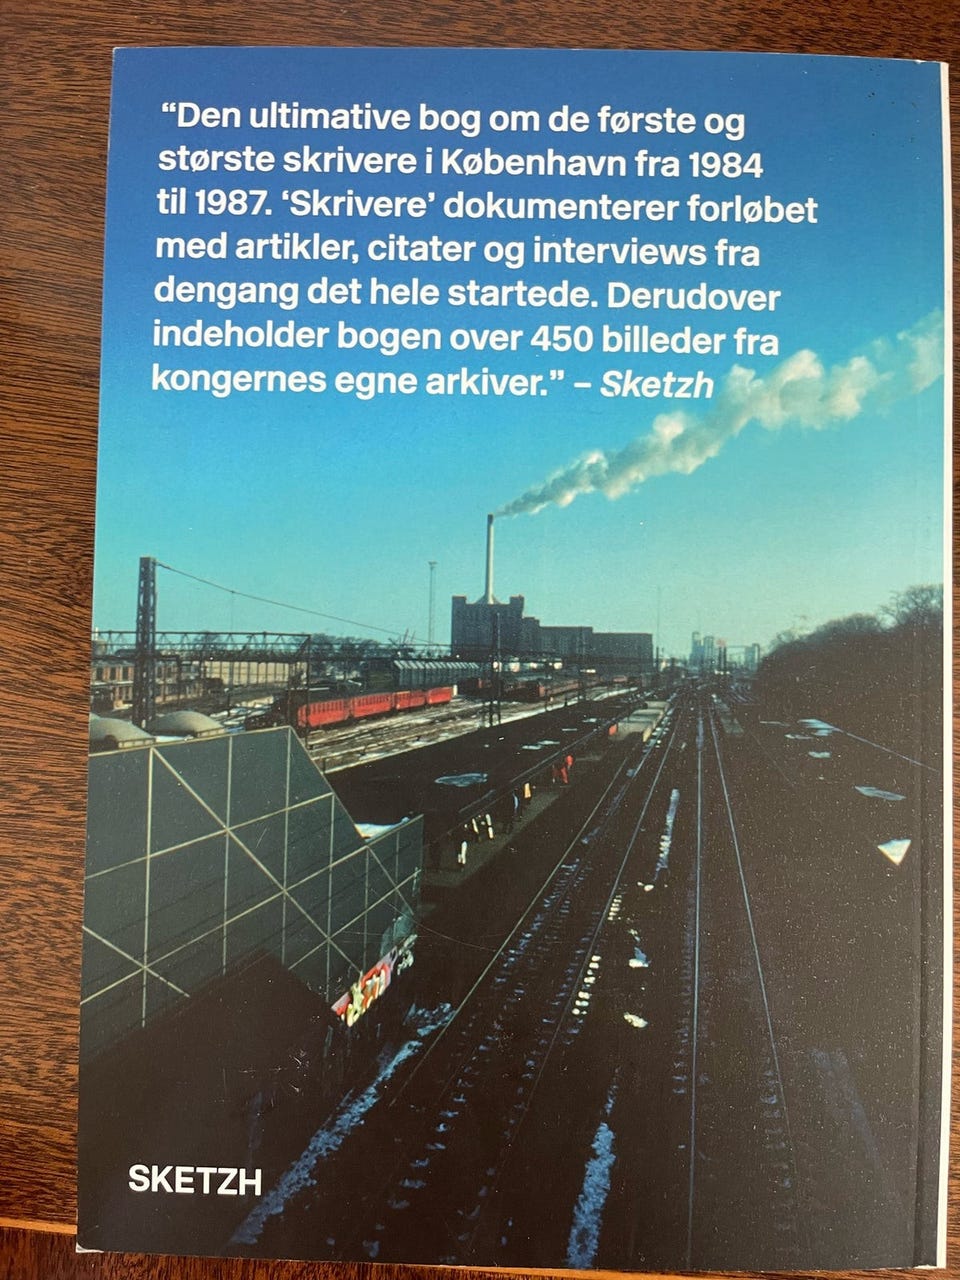 “Den ultimative bog om de første og
største skrivere i København fra 1984
til 1987. ‘Skrivere’ dokumenterer forløbet
med artikler, citater og interviews fra
dengang det hele startede. Derudover
indeholder bogen over 450 billeder fra
kongernes egne arkiver.” – Sketzh
SKETZH